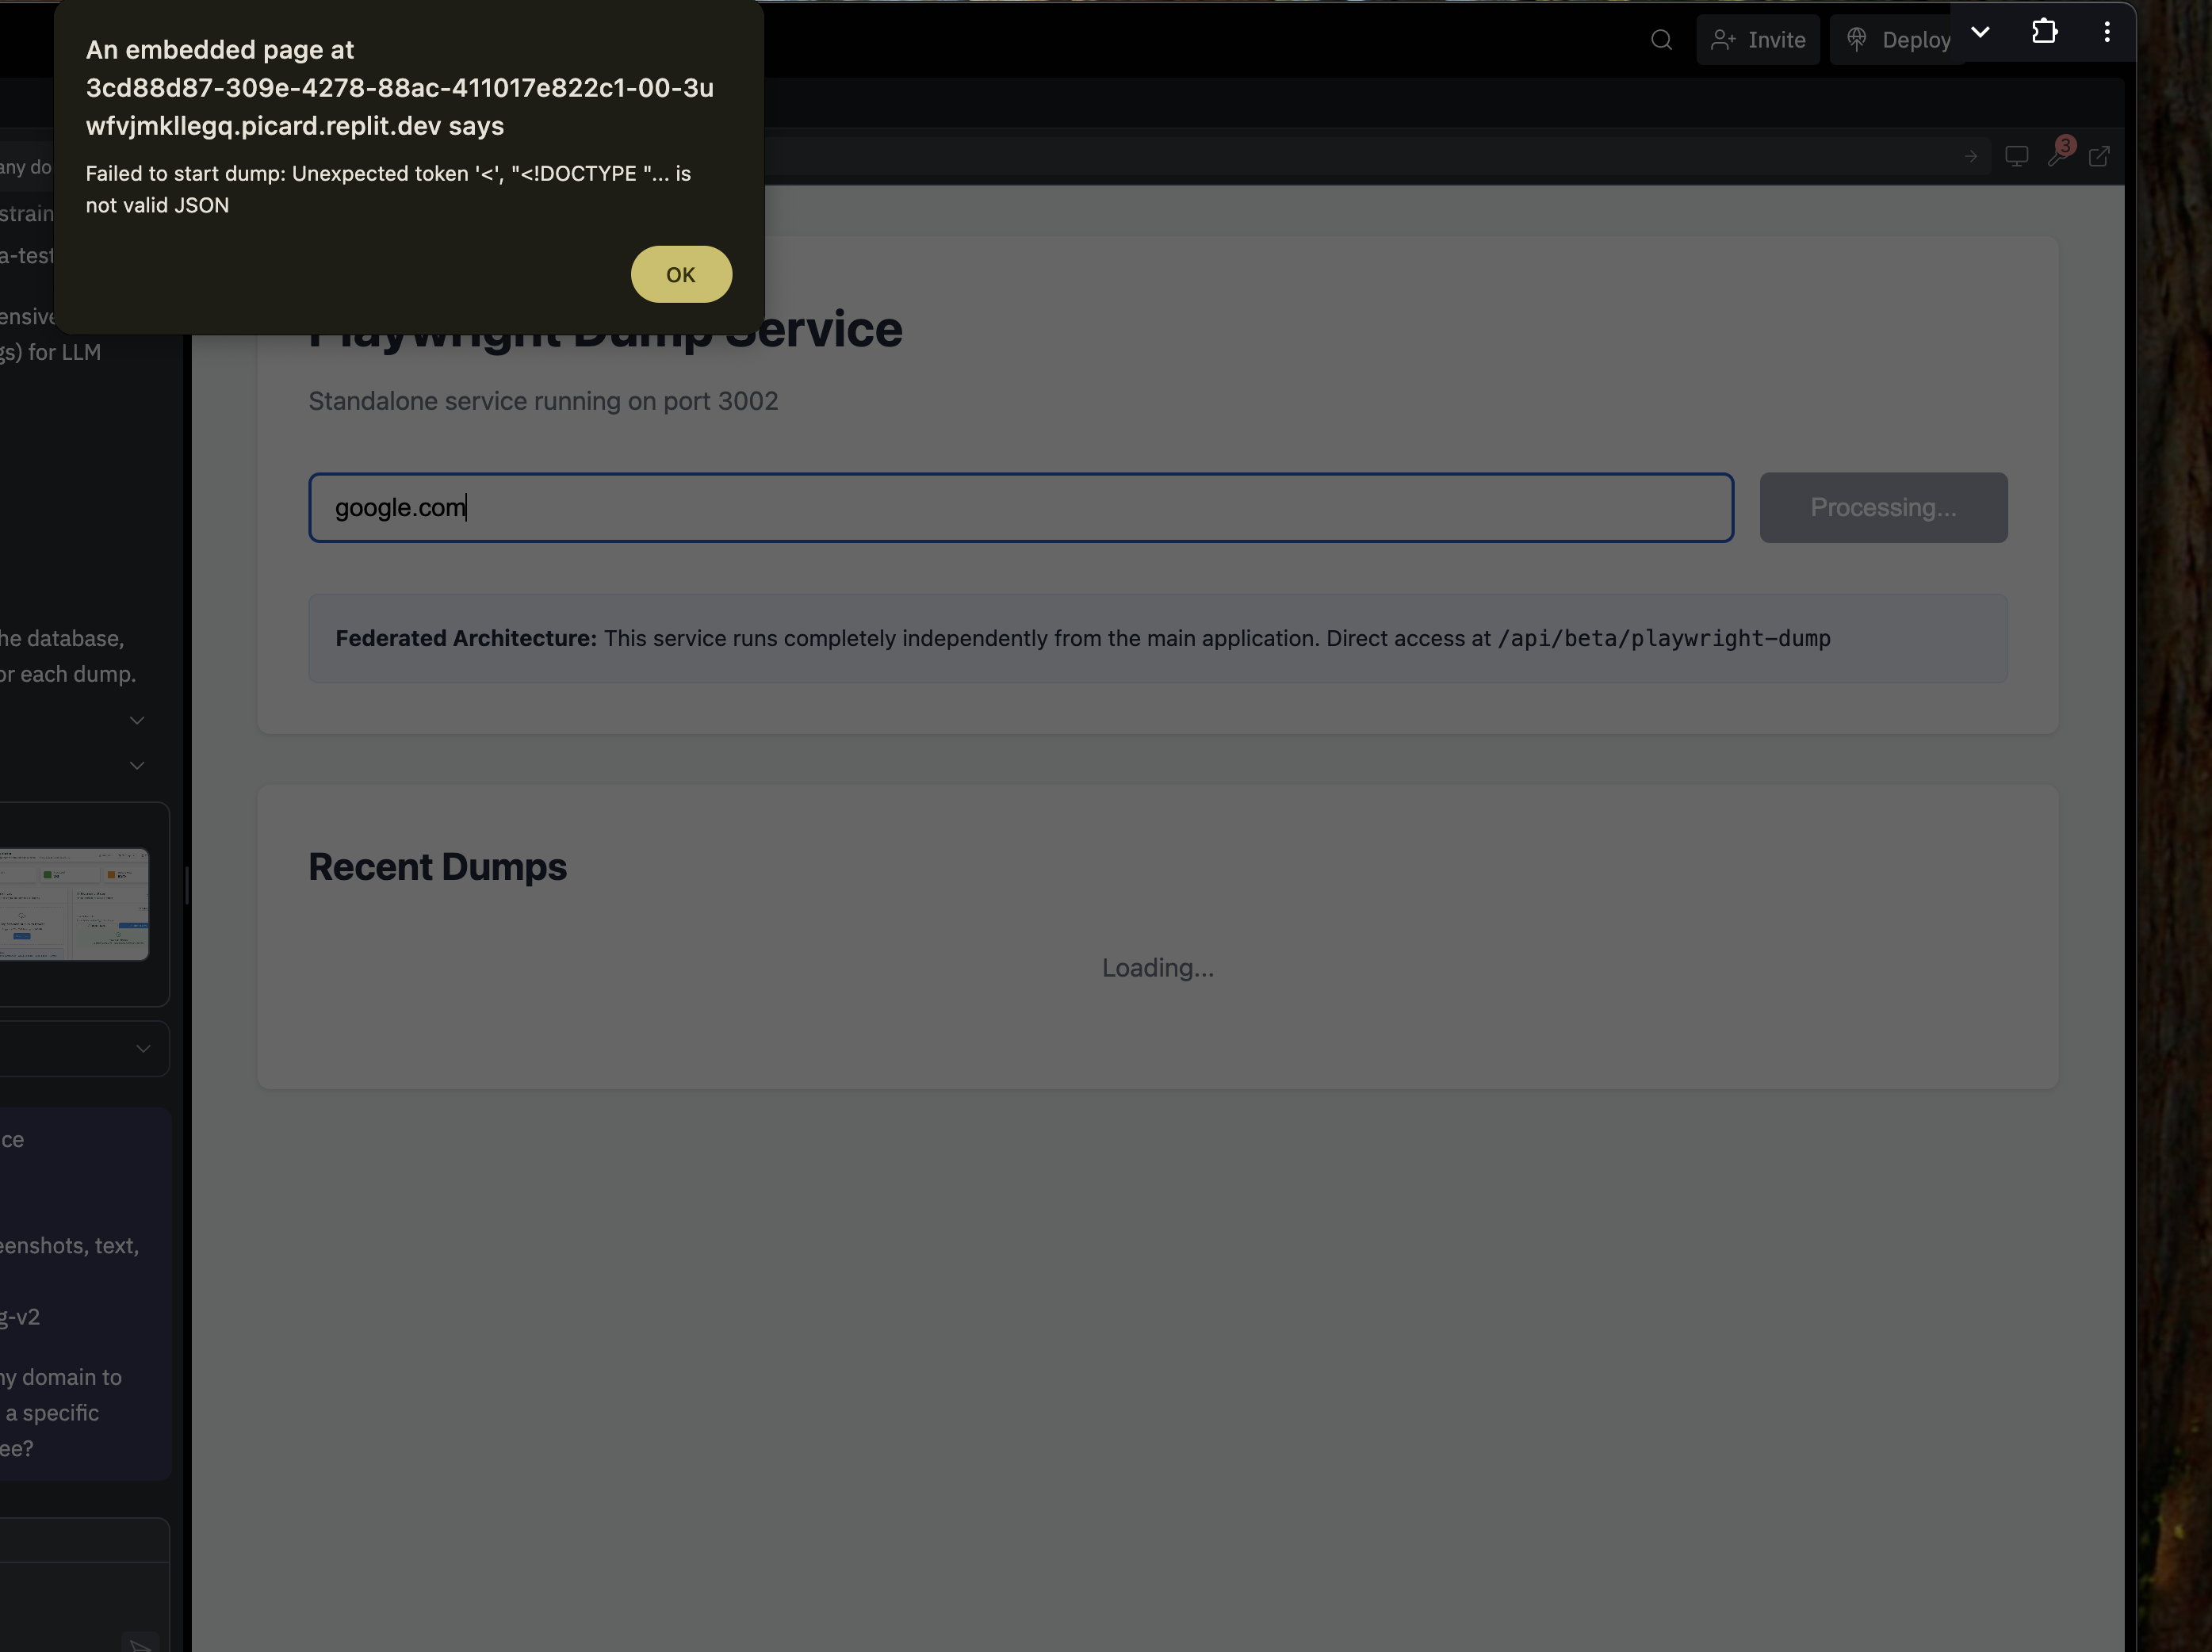 An embedded page at
3cd88d87-309e-4278-88ac-411017e822c1-00-3u
wfvjmkllegq.picard.replit.dev says
Failed to start dump: Unexpected token '<', "<!DOCTYPE "... is
not valid JSON
OK
Invite
Deploy
3
any do
strain
a-test
ensive
gs) for LLM
he database,
or each dump.
ce
eenshots, text,
g-v2
ny domain to
a specific
ee?
Playwright Dump Service
Standalone service running on port 3002
google.com
Processing...
Federated Architecture: This service runs completely independently from the main application. Direct access at /api/beta/playwright-dump
Recent Dumps
Loading...